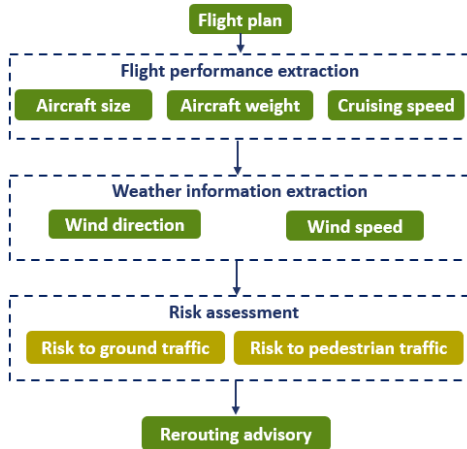 Flight plan
Flight performance extraction
Aircraft size
Aircraft weight
Cruising speed
Weather information extraction
Wind direction
Wind speed
Risk assessment
Risk to ground traffic
Risk to pedestrian traffic
Rerouting advisory